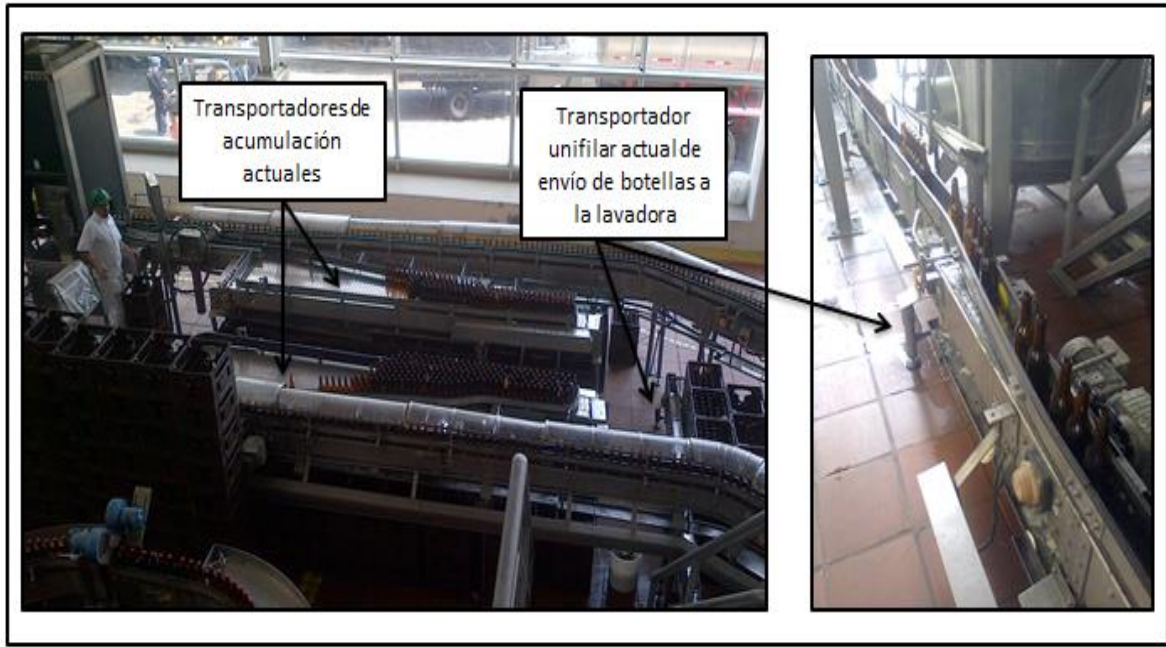 Transportadores de
acumulación
actuales
Transportador
unifilar actual de
envío de botellas a
la lavadora